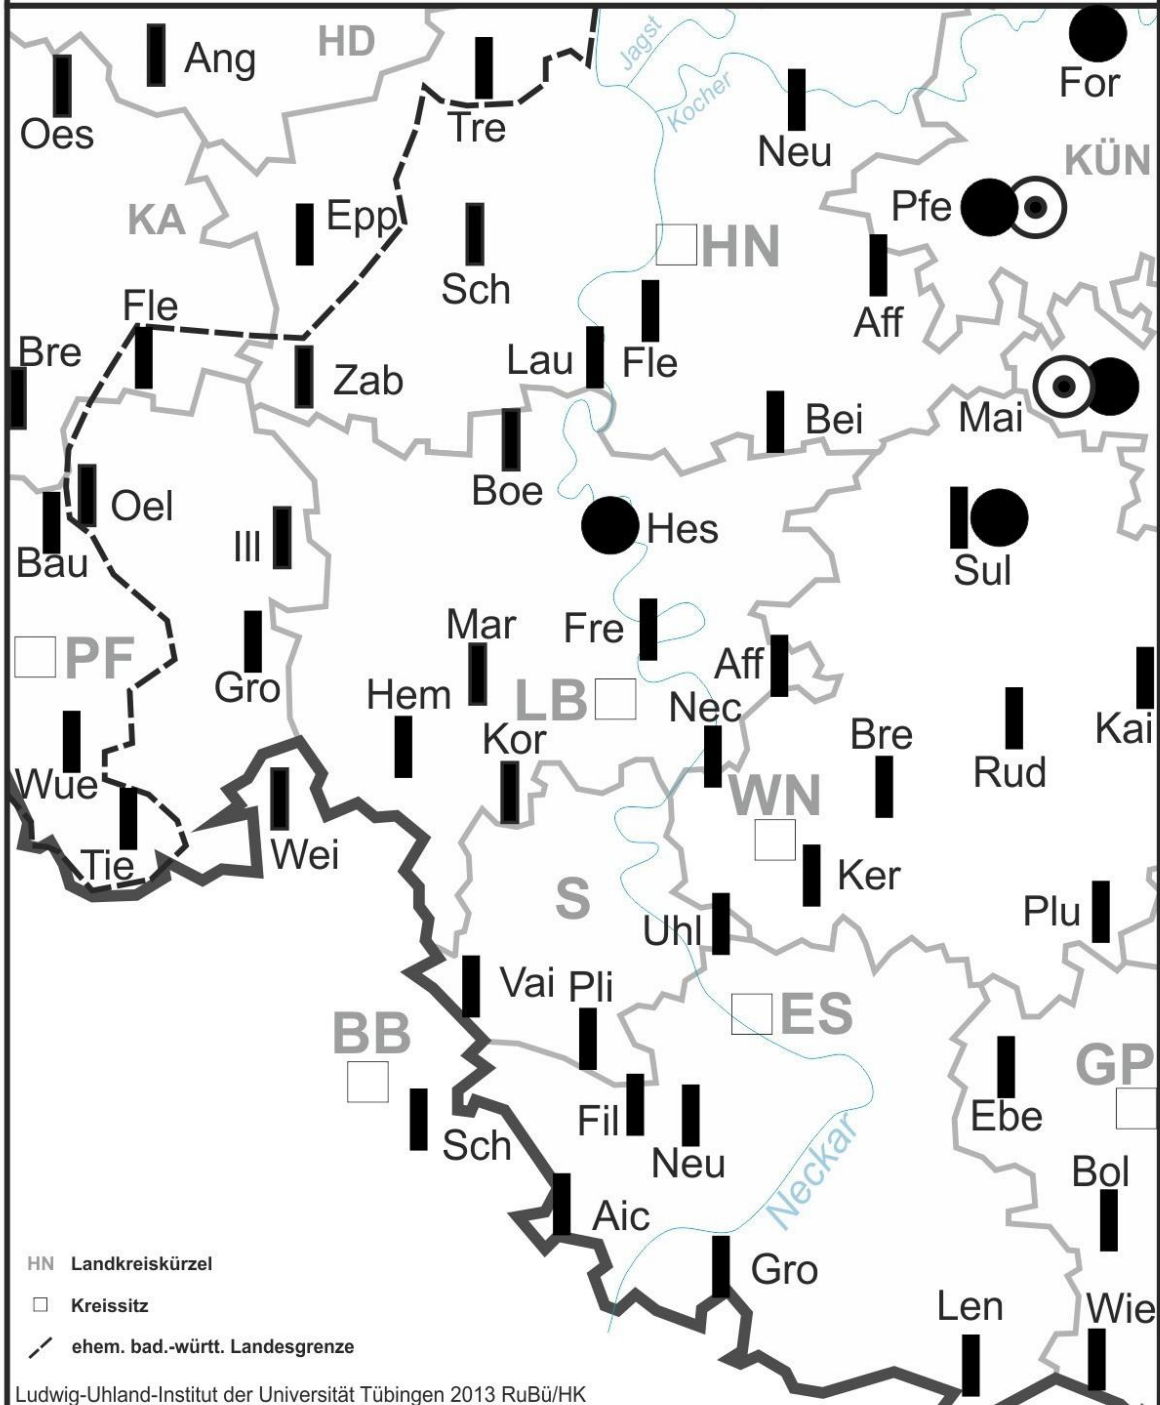 Jagst
HD
Ang
For
Kocher
Oes
Tre
Neu
KÜN
Pfe
KA
Epp
HN
Sch
Aff
Fle
Bre
Lau
Fle
Zab
Mai
Bei
Boe
Oel
Hes
Ill
Bau
Sul
Mar
Fre
PF
Aff
Gro
Hem
LB
Nec
Kai
Kor
Bre
Rud
Wue
WN
Wei
Tie
Ker
S
Plu
Uhl
Vai
Pli
ES
BB
GP
Fil
Ebe
Sch
Neu
Neckar
Bol
Aic
HN Landkreiskürzel
Gro
Kreissitz
Len
Wie
ehem. bad.-württ. Landesgrenze
Ludwig-Uhland-Institut der Universität Tübingen 2013 RuBü/HK